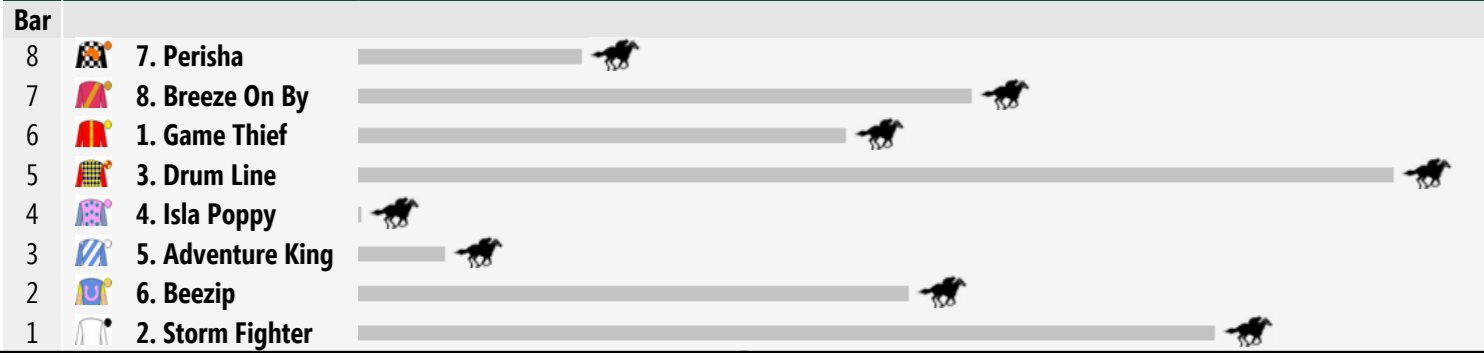 Bar
8 7. Perisha
7 8. Breeze On By
6 1. Game Thief
5 3. Drum Line
4 4. Isla Poppy
3 5. Adventure King
2 6. Beezip
1 2. Storm Fighter